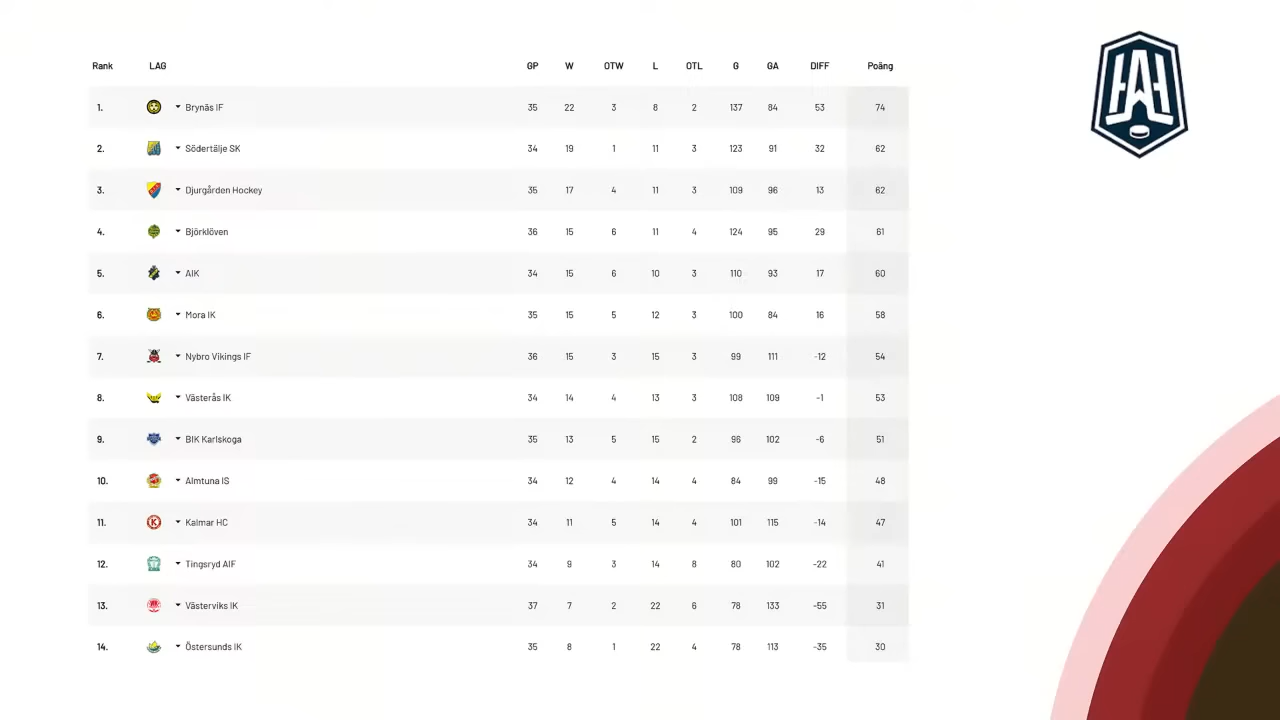 Rank LAG GP W OTW L OTL G GA DIFF Poäng
1. Brynäs IF 35 22 3 8 2 137 84 53 74
2. Södertälje SK 34 19 1 11 3 123 91 32 62
3. Djurgården Hockey 35 17 4 11 3 109 96 13 62
4. Björklöven 36 15 6 11 4 124 95 29 61
5. AIK 34 15 6 10 3 110 93 17 60
6. Mora IK 35 15 5 12 3 100 84 16 58
7. Nybro Vikings IF 36 15 3 15 3 99 111 -12 54
8. Västerås IK 34 14 4 13 3 108 109 -1 53
9. BIK Karlskoga 35 13 5 15 2 96 102 -6 51
10. Almtuna IS 34 12 4 14 4 84 99 -15 48
11. Kalmar HC 34 11 5 14 4 101 115 -14 47
12. Tingsryd AIF 34 9 3 14 8 80 102 -22 41
13. Västerviks IK 37 7 2 22 6 78 133 -55 31
14. Östersunds IK 35 8 1 22 4 78 113 -35 30